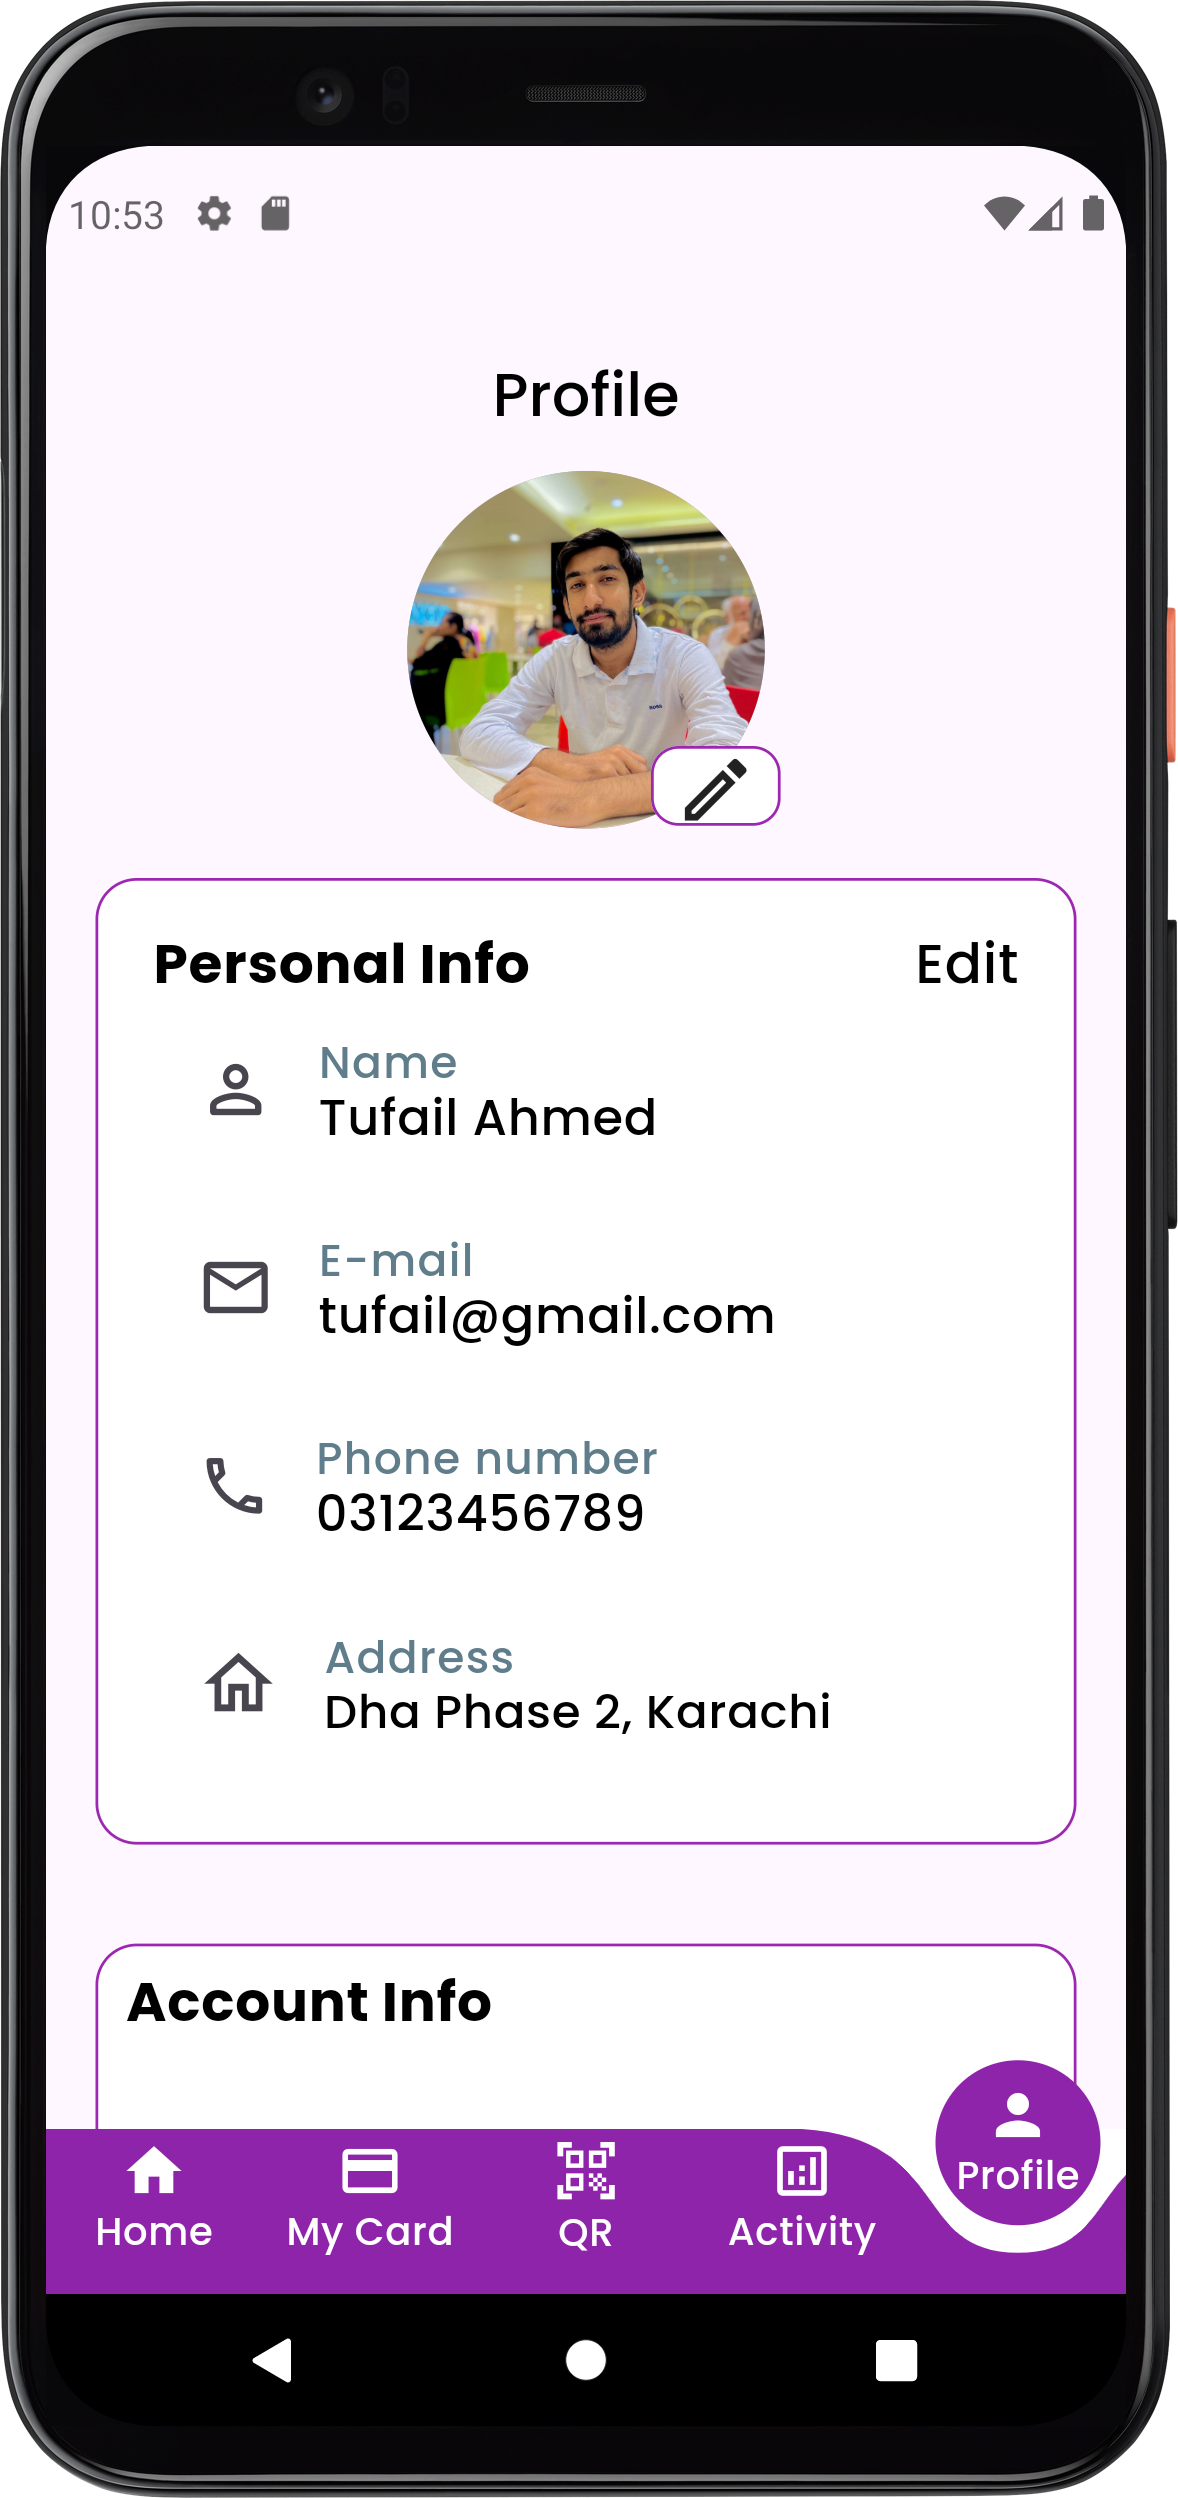 10:53
Profile
BOSS
Personal Info
Edit
Name
Tufail Ahmed
E-mail
tufail@gmail.com
Phone number
03123456789
Address
Dha Phase 2, Karachi
Account Info
Home
My Card
QR
Activity
Profile